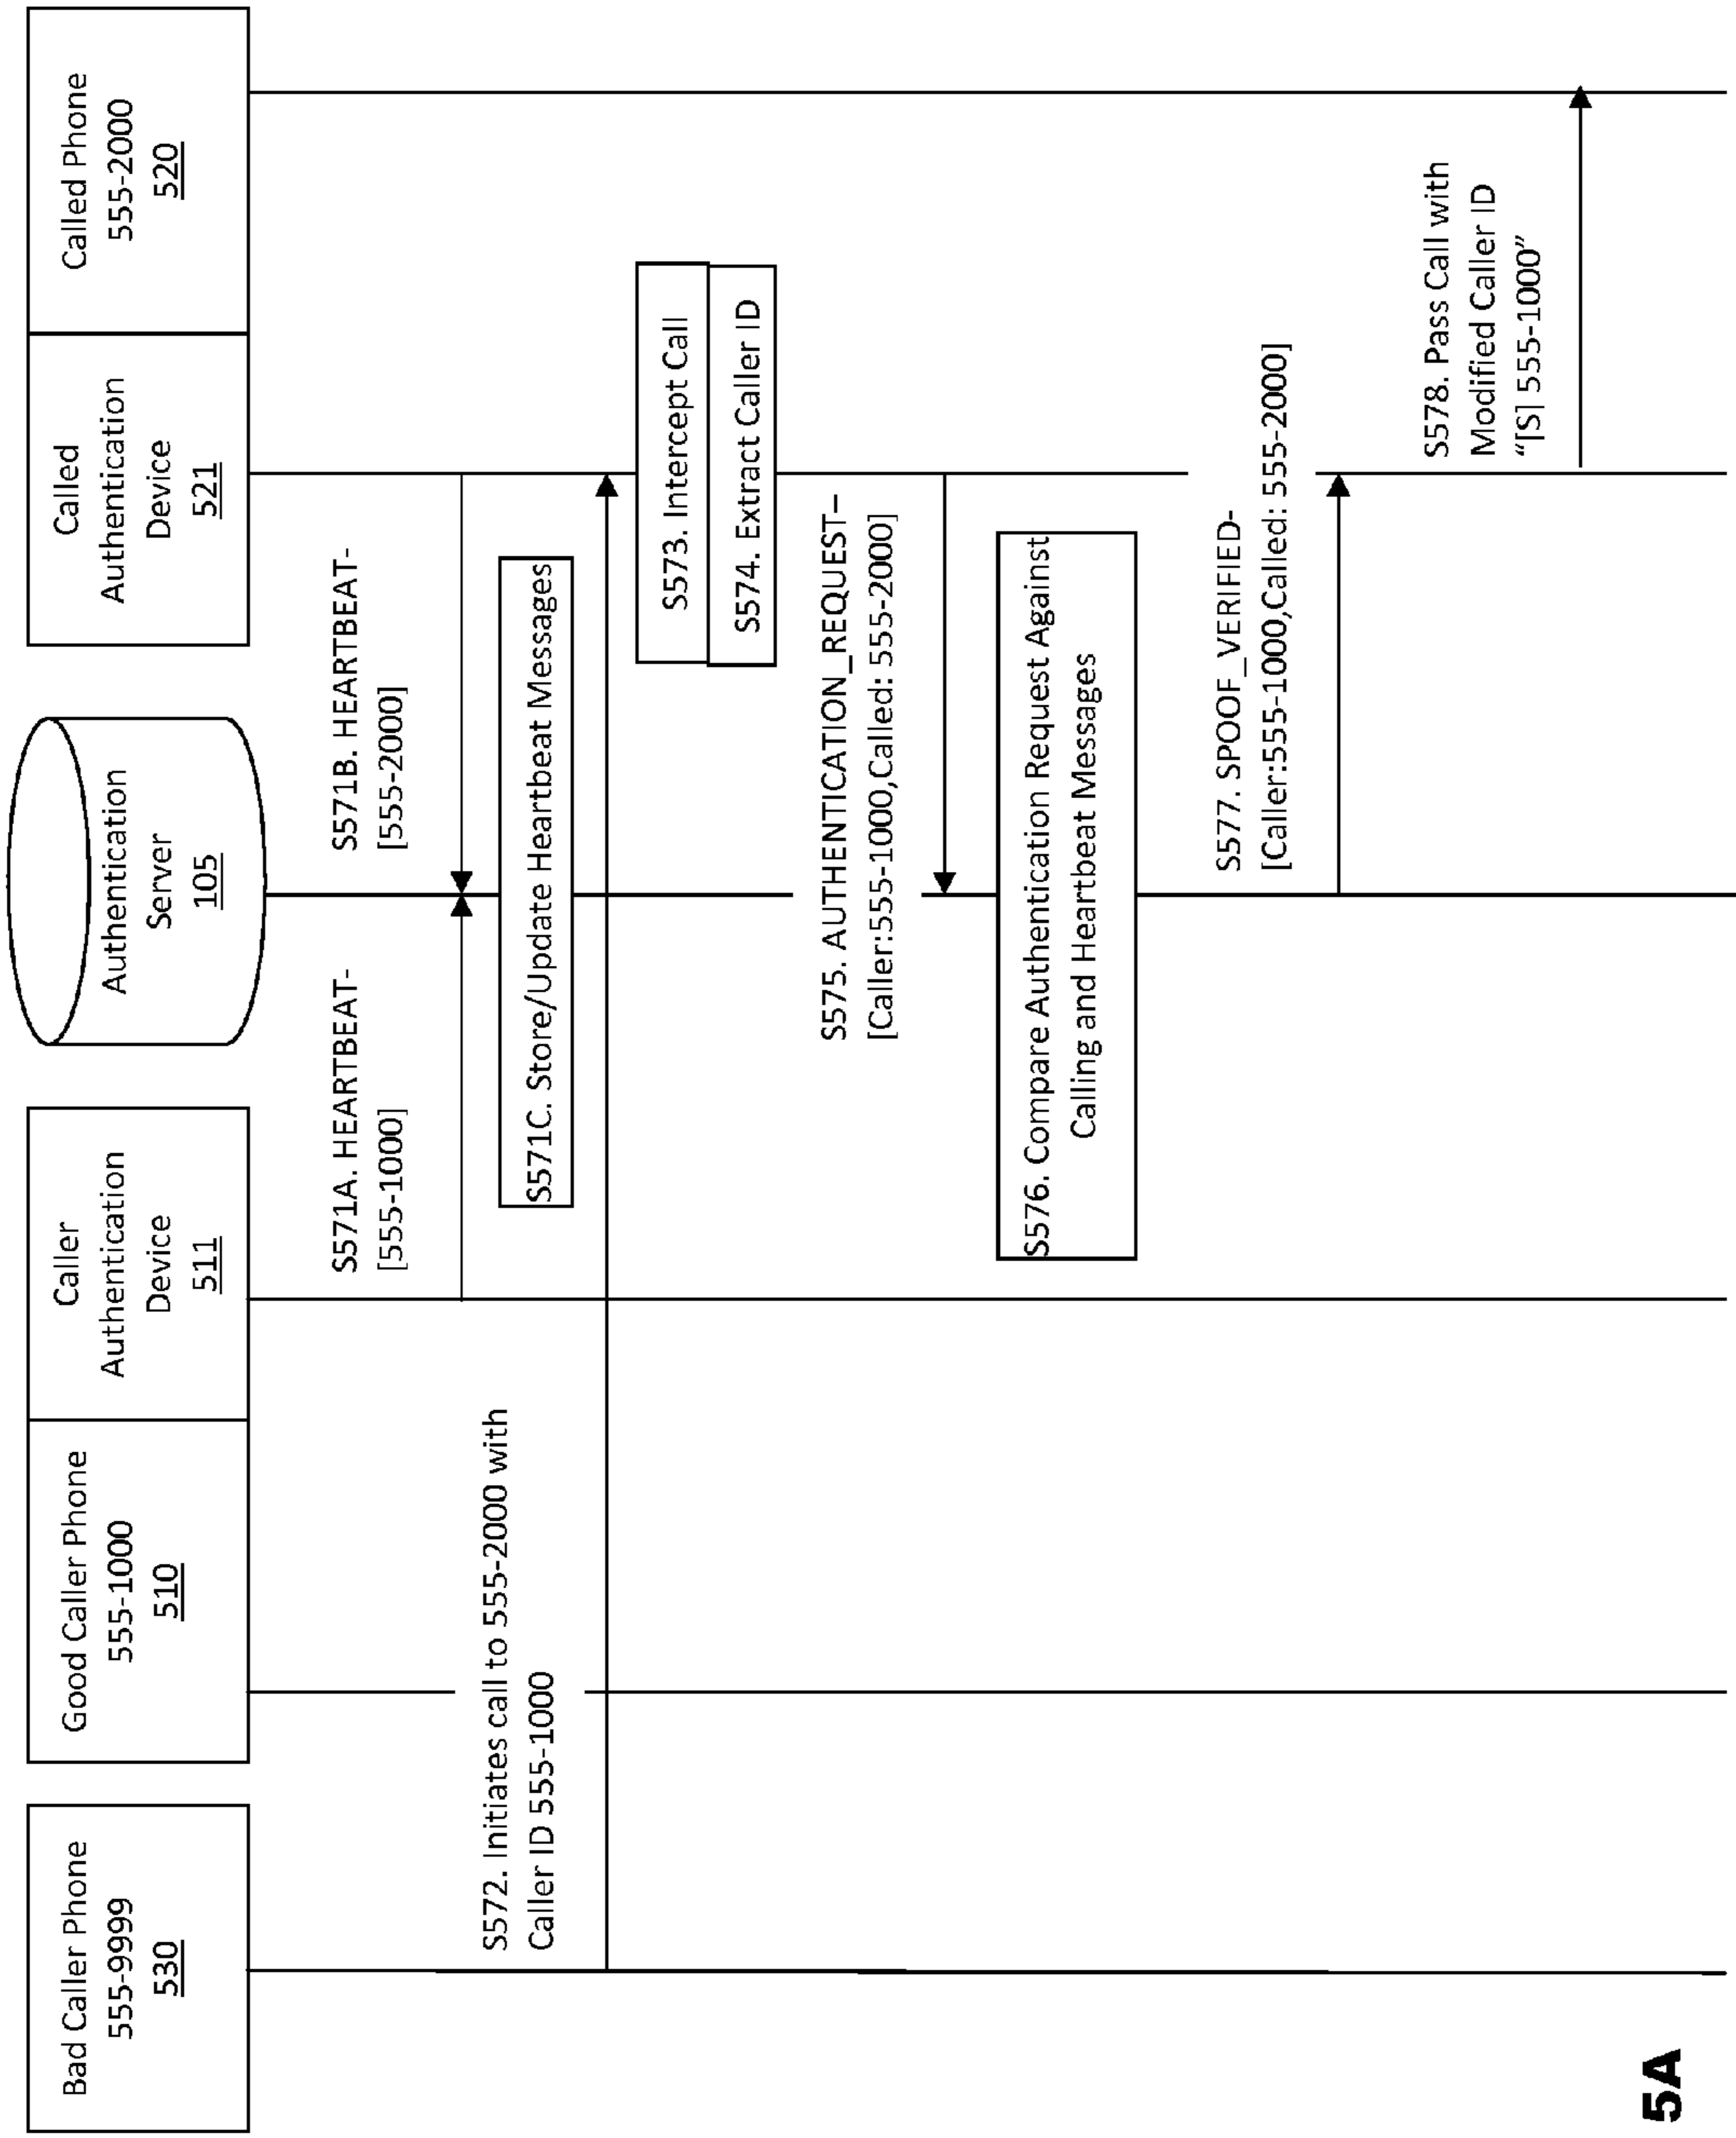 Bad Caller Phone
555-9999
530
Good Caller Phone
555-1000
510
Caller
Authentication
Device
511
Authentication
Server
105
Called
Authentication
Device
521
Called Phone
555-2000
520
S571A. HEARTBEAT-
[555-1000]
S571B. HEARTBEAT-
[555-2000]
S571C. Store/Update Heartbeat Messages
S572. Initiates call to 555-2000 with
Caller ID 555-1000
S573. Intercept Call
S574. Extract Caller ID
S575. AUTHENTICATION_REQUEST–
[Caller:555-1000,Called: 555-2000]
S576. Compare Authentication Request Against
Calling and Heartbeat Messages
S577. SPOOF_VERIFIED-
[Caller:555-1000,Called: 555-2000]
S578. Pass Call with
Modified Caller ID
“[S] 555-1000”
5A